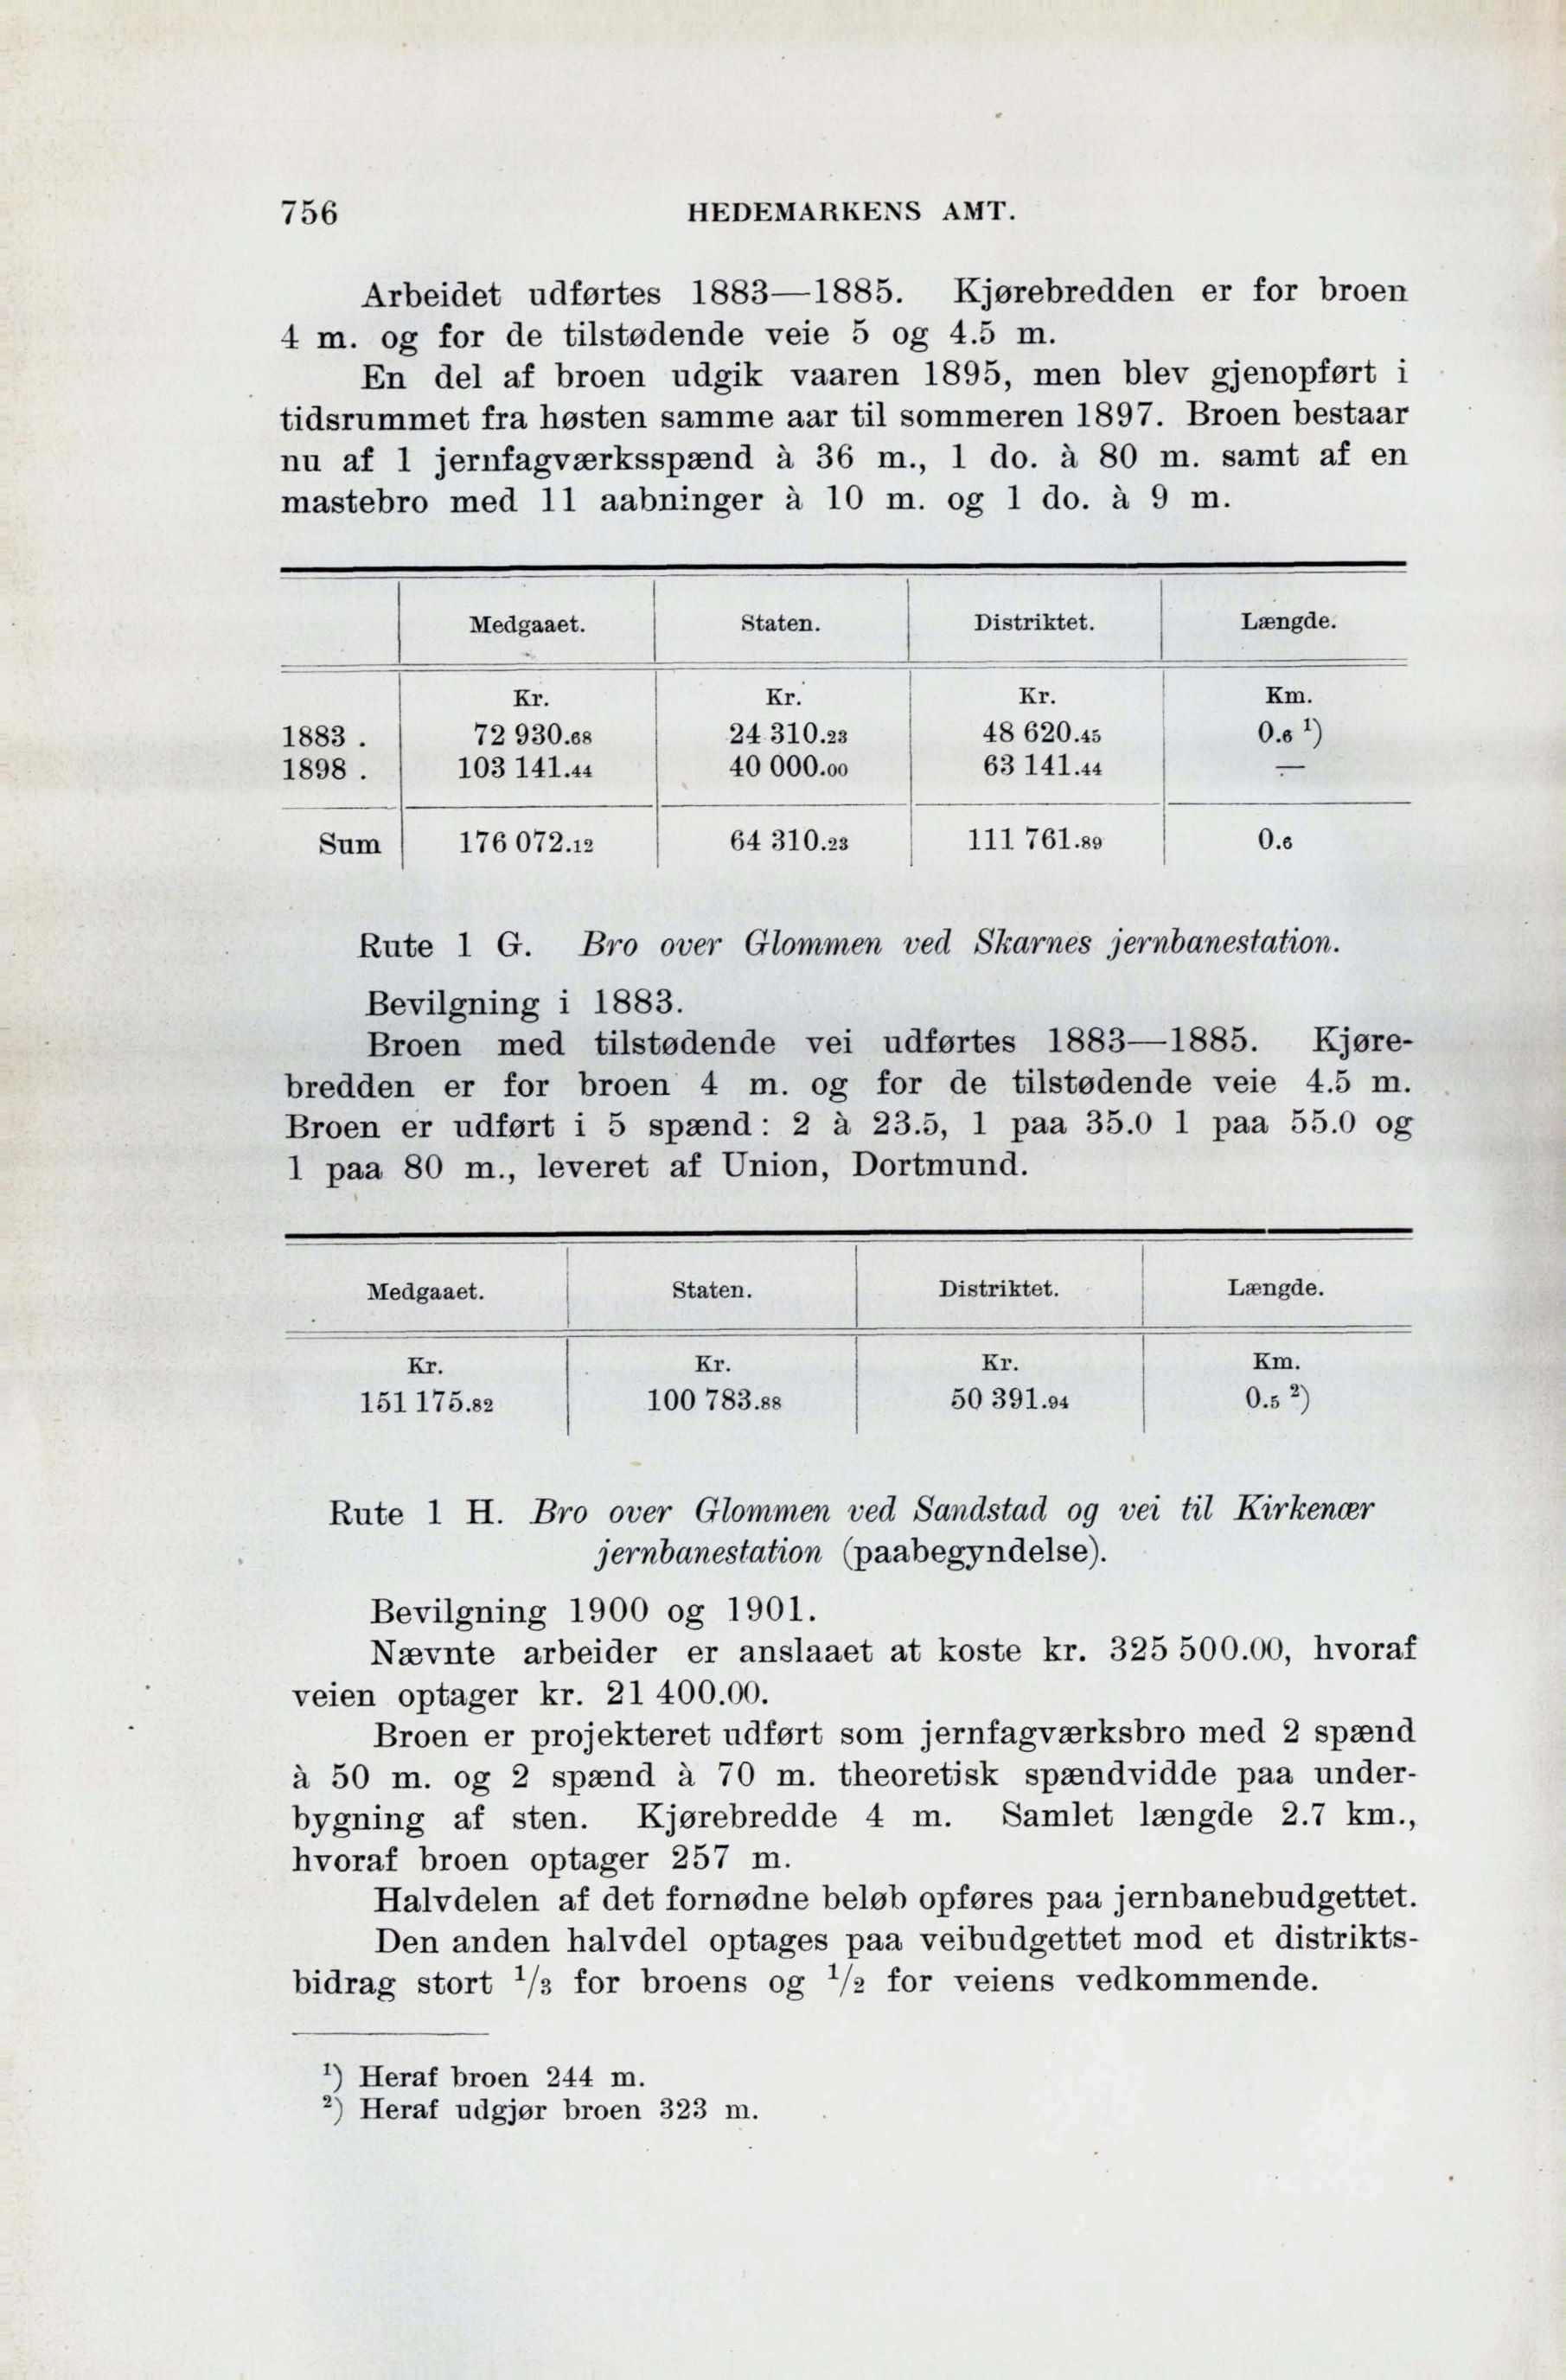 756 HEDEMARKENS AMT.
Arbeidet udførtes 1883—1885. Kjørebredden er for broen
4 m. og for de tilstødende veie 5 og 4.5 m.
En del af broen udgik vaaren 1895, men blev gjenopført i
tidsrummet fra høsten samme aar til sommeren 1897. Broen bestaar
nu af 1 jernfagværksspænd à 36 m., 1 do. à 80 m. samt af en
mastebro med 11 aabninger à 10 m. og 1 do. à 9 m.
Medgaaet. Staten. Distriktet. Længde.
Kr. Kr. Kr. Km.
1883 . 72 930.68 24 310.23 48 620.45 0.6 ¹)
1898 . 103 141.44 40 000.00 63 141.44 —
Sum 176 072.12 64 310.23 111 761.89 0.6
Rute 1 G. Bro over Glommen ved Skarnes jernbanestation.
Bevilgning i 1883.
Broen med tilstødende vei udførtes 1883—1885. Kjøre-
bredden er for broen 4 m. og for de tilstødende veie 4.5 m.
Broen er udført i 5 spænd: 2 à 23.5, 1 paa 35.0 1 paa 55.0 og
1 paa 80 m., leveret af Union, Dortmund.
Medgaaet. Staten. Distriktet. Længde.
Kr. Kr. Kr. Km.
151 175.82 100 783.88 50 391.94 0.5 ²)
Rute 1 H. Bro over Glommen ved Sandstad og vei til Kirkenær
jernbanestation (paabegyndelse).
Bevilgning 1900 og 1901.
Nævnte arbeider er anslaaet at koste kr. 325 500.00, hvoraf
veien optager kr. 21 400.00.
Broen er projekteret udført som jernfagværksbro med 2 spænd
à 50 m. og 2 spænd à 70 m. theoretisk spændvidde paa under-
bygning af sten. Kjørebredde 4 m. Samlet længde 2.7 km.,
hvoraf broen optager 257 m.
Halvdelen af det fornødne beløb opføres paa jernbanebudgettet.
Den anden halvdel optages paa veibudgettet mod et distrikts-
bidrag stort ¹/₃ for broens og ¹/₂ for veiens vedkommende.
¹) Heraf broen 244 m.
²) Heraf udgjør broen 323 m.